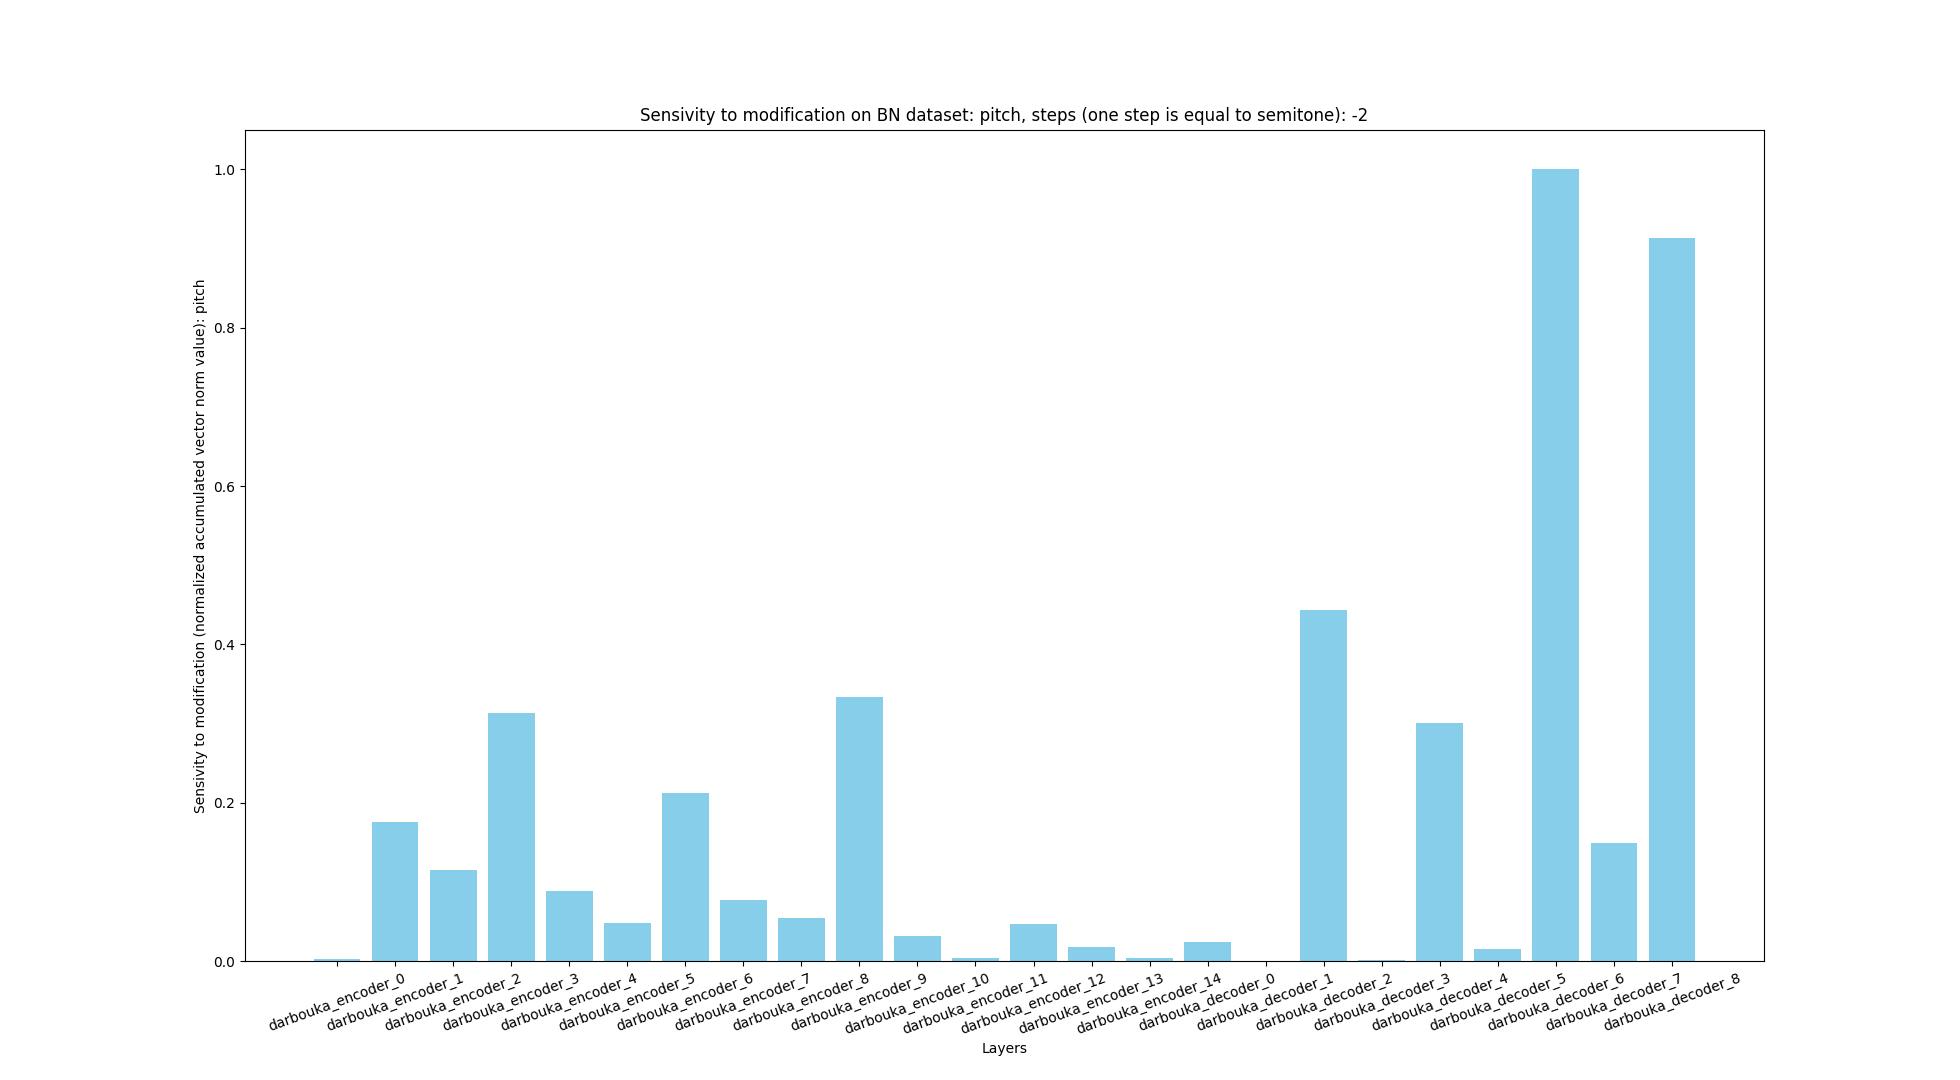 Sensivity to modification on BN dataset: pitch, steps (one step is equal to semitone): -2
Sensivity to modification (normalized accumulated vector norm value): pitch
1.0
0.8
0.6
0.4
0.2
0.0
darbouka_encoder_0
darbouka_encoder_1
darbouka_encoder_2
darbouka_encoder_3
darbouka_encoder_4
darbouka_encoder_5
darbouka_encoder_6
darbouka_encoder_7
darbouka_encoder_8
darbouka_encoder_9
darbouka_encoder_10
darbouka_encoder_11
darbouka_encoder_12
darbouka_encoder_13
darbouka_encoder_14
darbouka_decoder_0
darbouka_decoder_1
darbouka_decoder_2
darbouka_decoder_3
darbouka_decoder_4
darbouka_decoder_5
darbouka_decoder_6
darbouka_decoder_7
darbouka_decoder_8
Layers